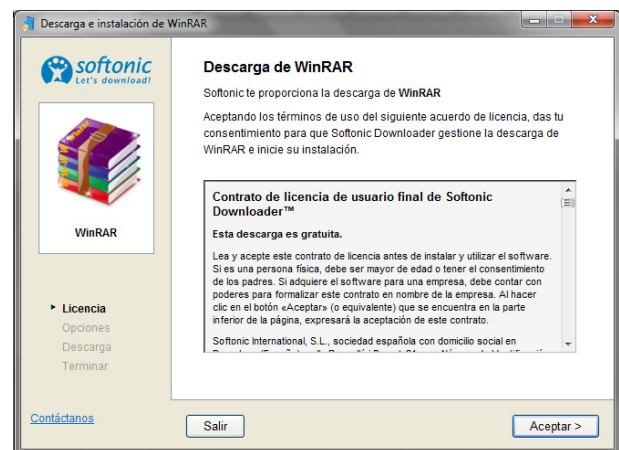 Descarga e instalación de WinRAR
softonic
Let's download!
WinRAR
Licencia
Opciones
Descarga
Terminar
Contáctanos
Descarga de WinRAR
Softonic te proporciona la descarga de WinRAR
Aceptando los términos de uso del siguiente acuerdo de licencia, das tu
consentimiento para que Softonic Downloader gestione la descarga de
WinRAR e inicie su instalación.
Contrato de licencia de usuario final de Softonic
Downloader™
Esta descarga es gratuita.
Lea y acepte este contrato de licencia antes de instalar y utilizar el software.
Si es una persona física, debe ser mayor de edad o tener el consentimiento
de los padres. Si adquiere el software para una empresa, debe contar con
poderes para formalizar este contrato en nombre de la empresa. Al hacer
clic en el botón «Aceptar» (o equivalente) que se encuentra en la parte
inferior de la página, expresará la aceptación de este contrato.
Softonic International, S.L., sociedad española con domicilio social en
Salir
Aceptar >